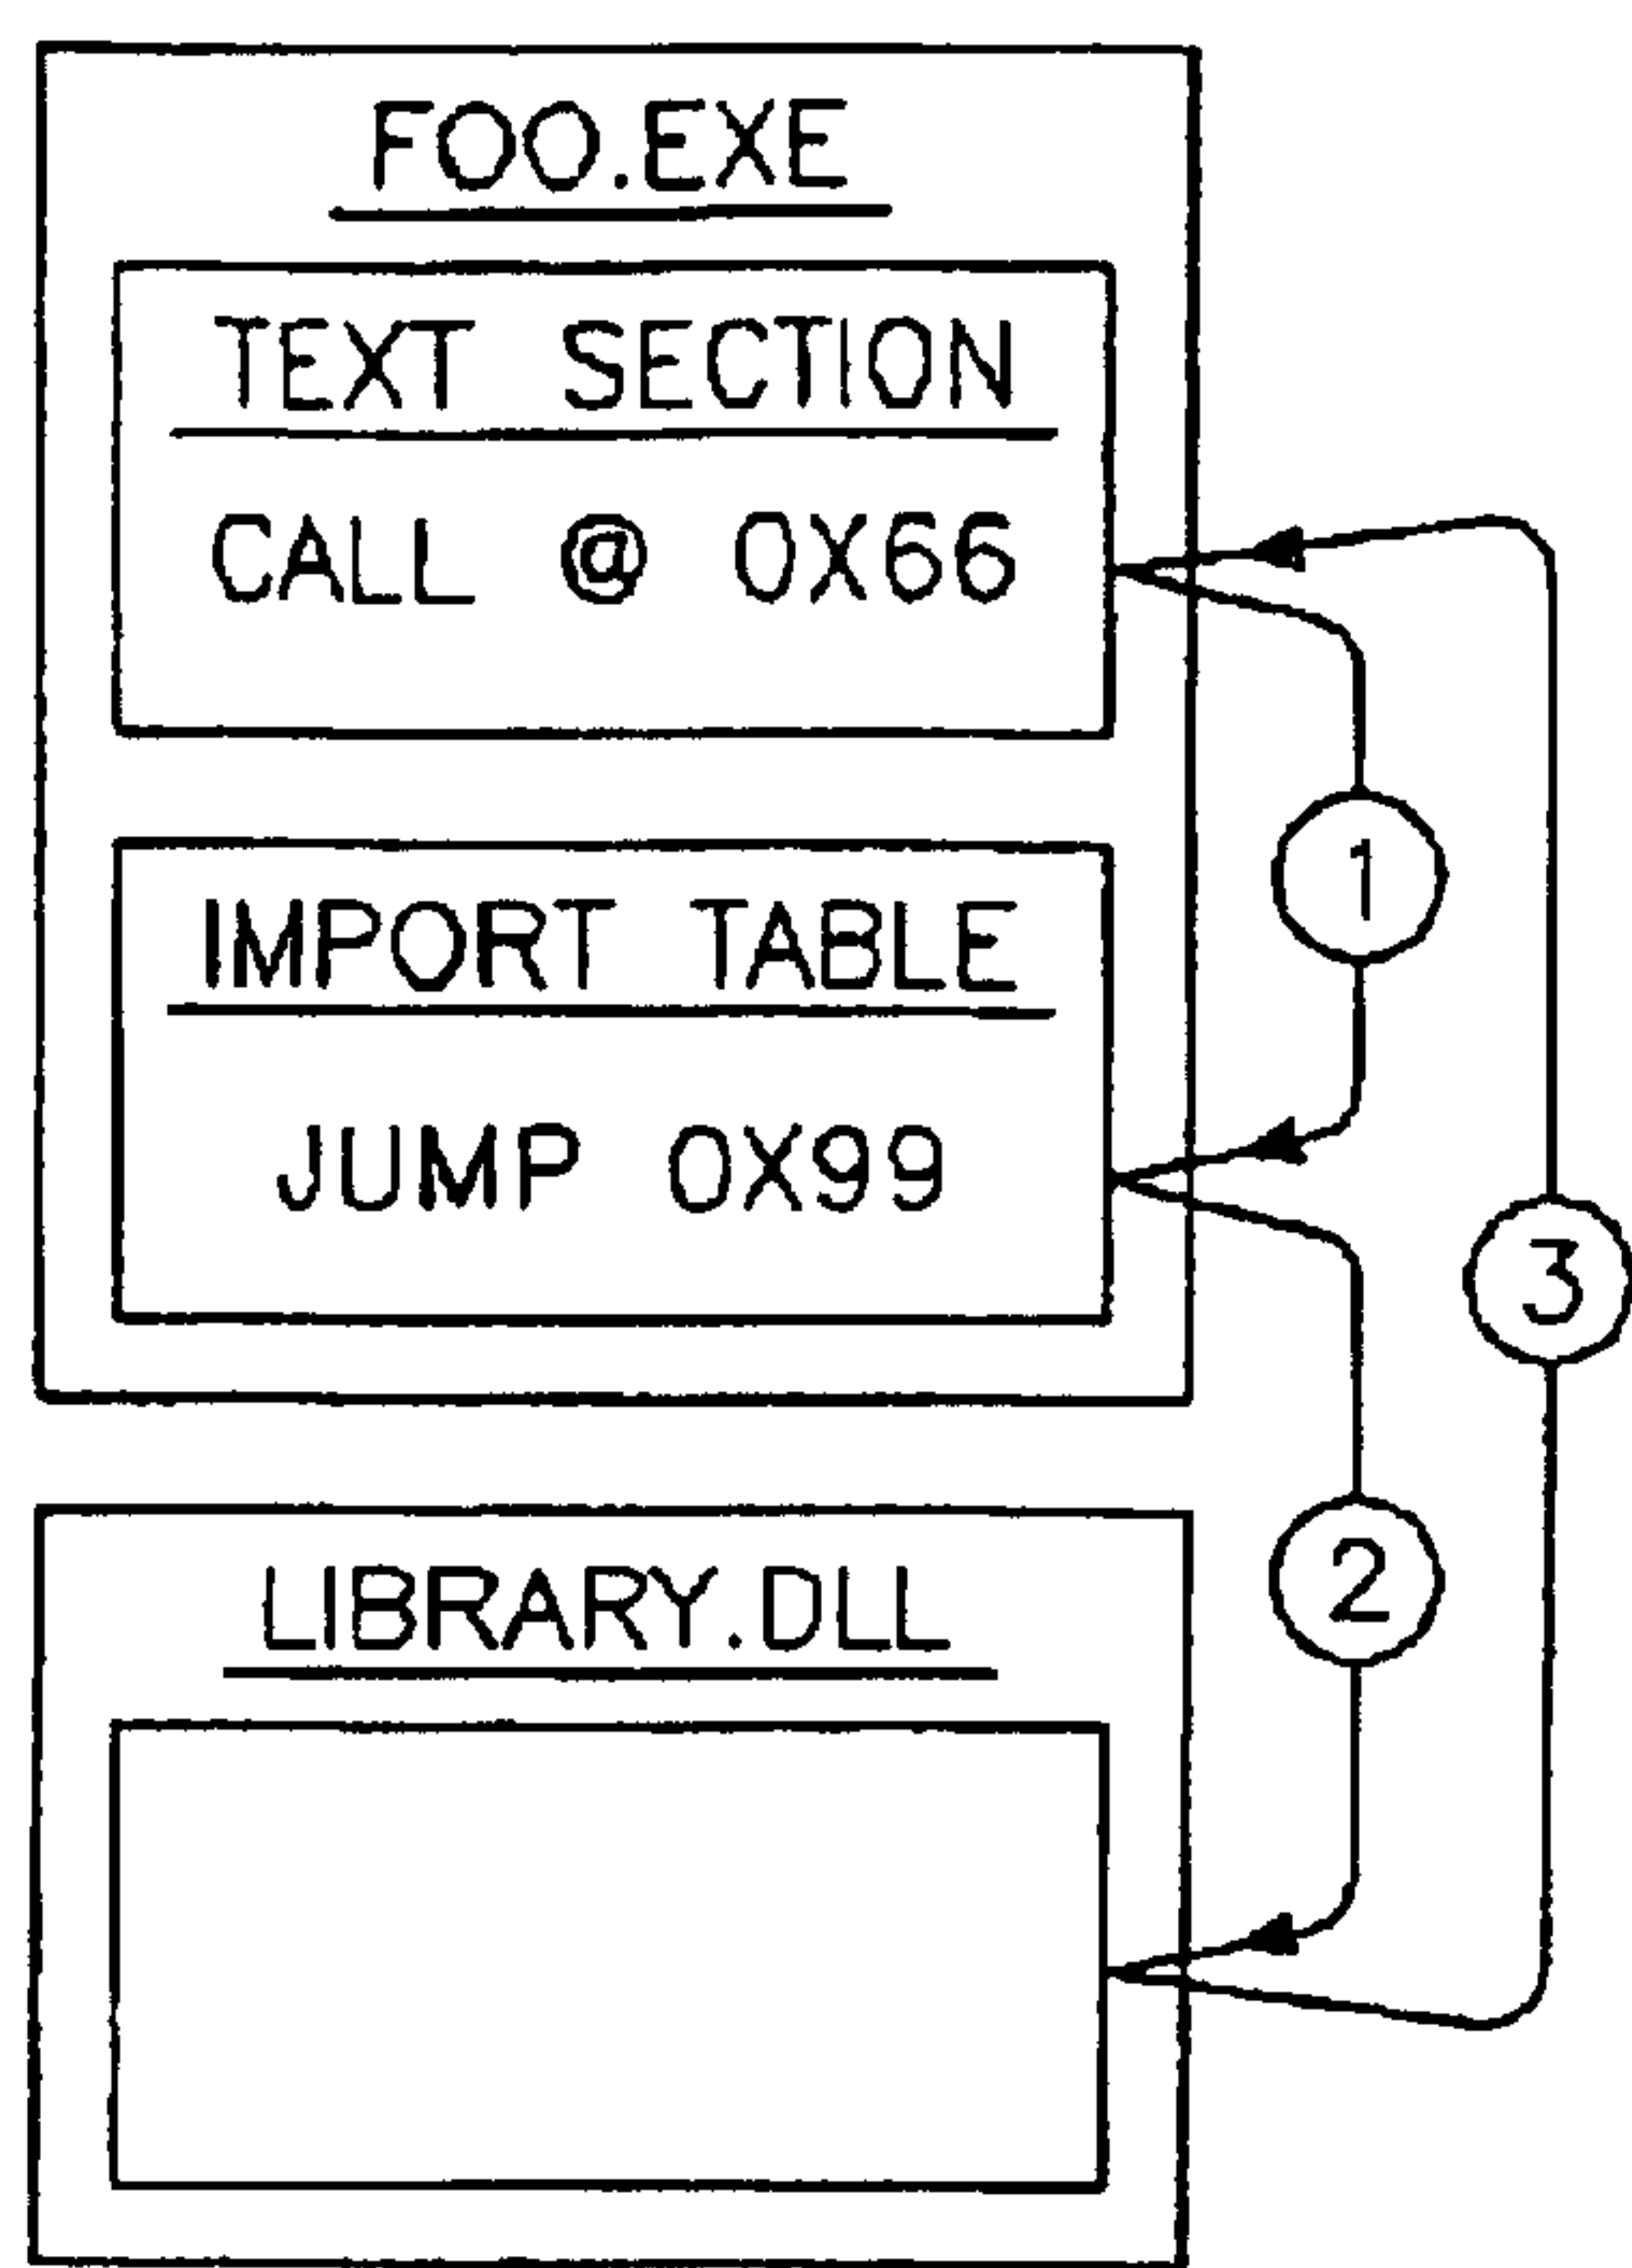 FOO.EXE
TEXT SECTION
CALL @ 0X66
1
IMPORT TABLE
JUMP 0X99
3
LIBRARY.DLL
2